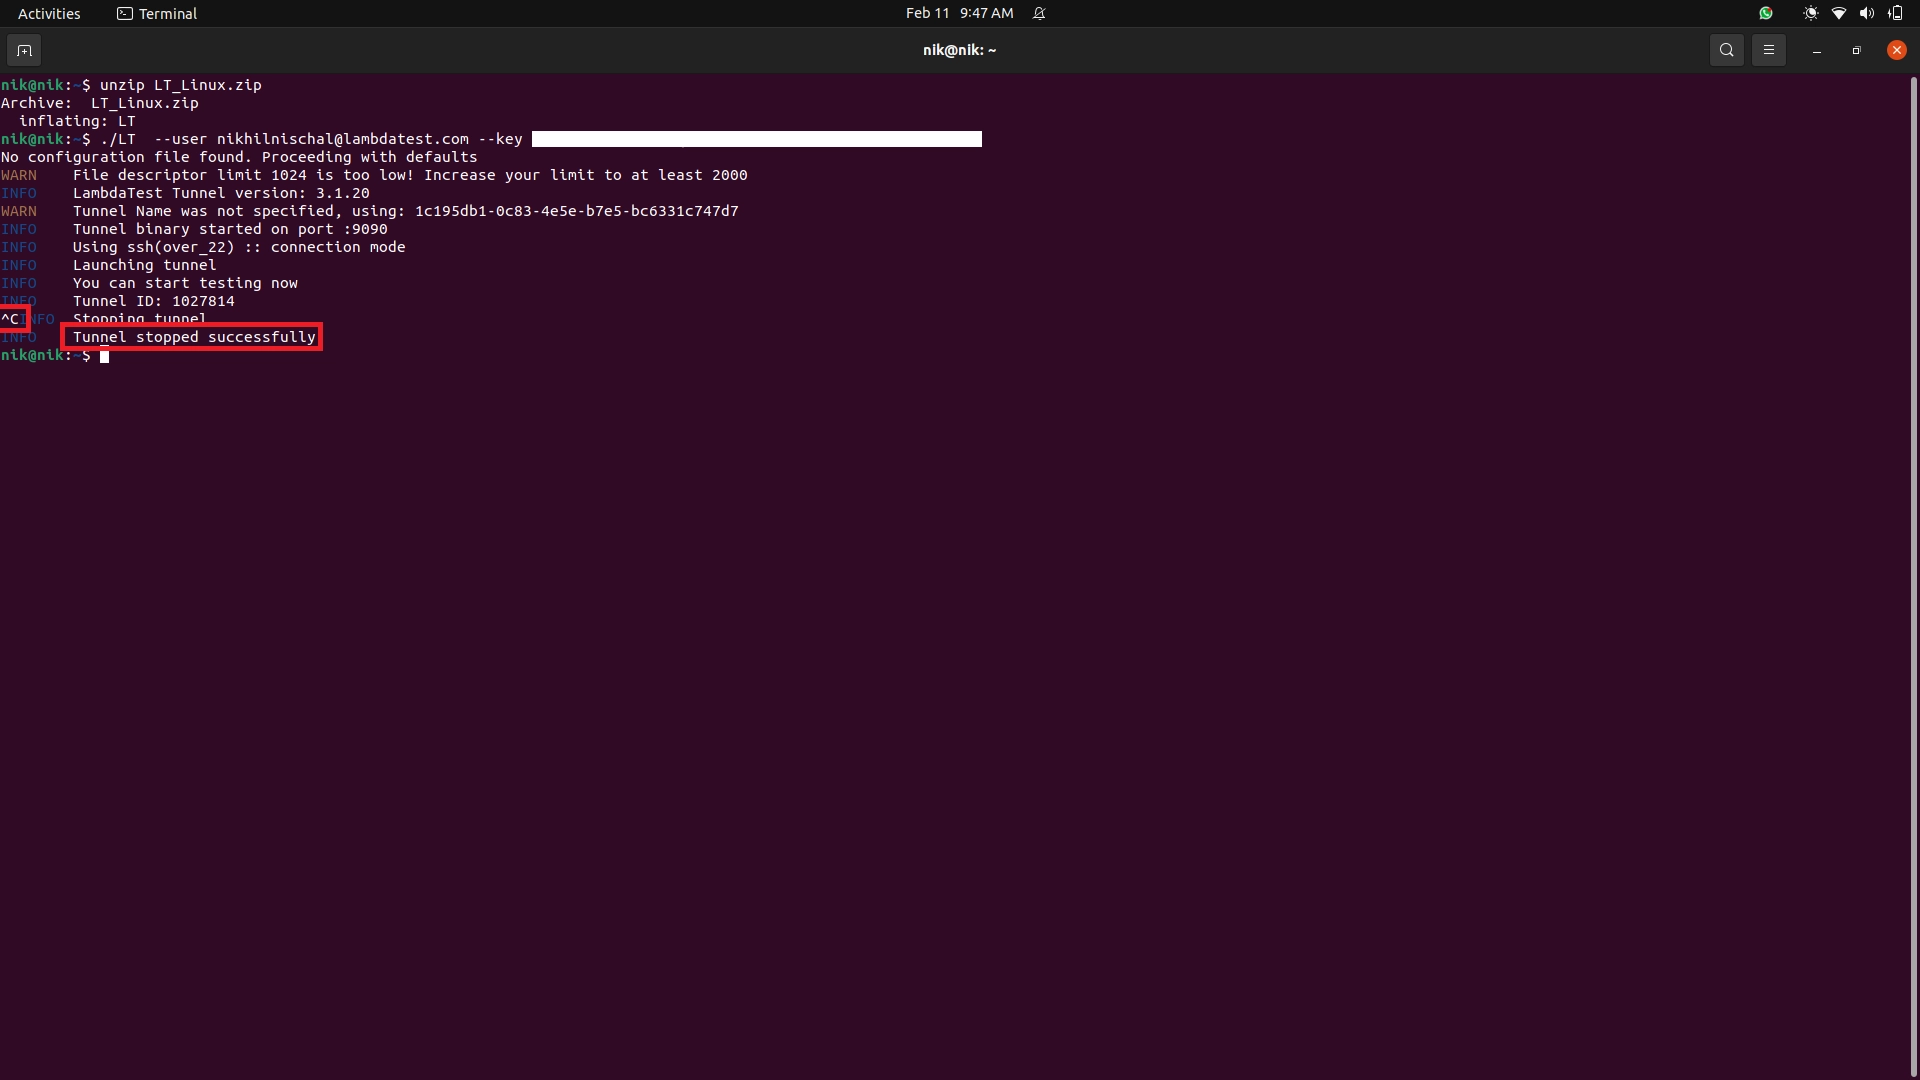 Activities Terminal Feb 11 9:47 AM
nik@nik: ~
nik@nik:~$ unzip LT_Linux.zip
Archive:  LT_Linux.zip
  inflating: LT
nik@nik:~$ ./LT  --user nikhilnischal@lambdatest.com --key
No configuration file found. Proceeding with defaults
WARN    File descriptor limit 1024 is too low! Increase your limit to at least 2000
INFO    LambdaTest Tunnel version: 3.1.20
WARN    Tunnel Name was not specified, using: 1c195db1-0c83-4e5e-b7e5-bc6331c747d7
INFO    Tunnel binary started on port :9090
INFO    Using ssh(over_22) :: connection mode
INFO    Launching tunnel
INFO    You can start testing now
INFO    Tunnel ID: 1027814
^CINFO  Stopping tunnel
INFO    Tunnel stopped successfully
nik@nik:~$